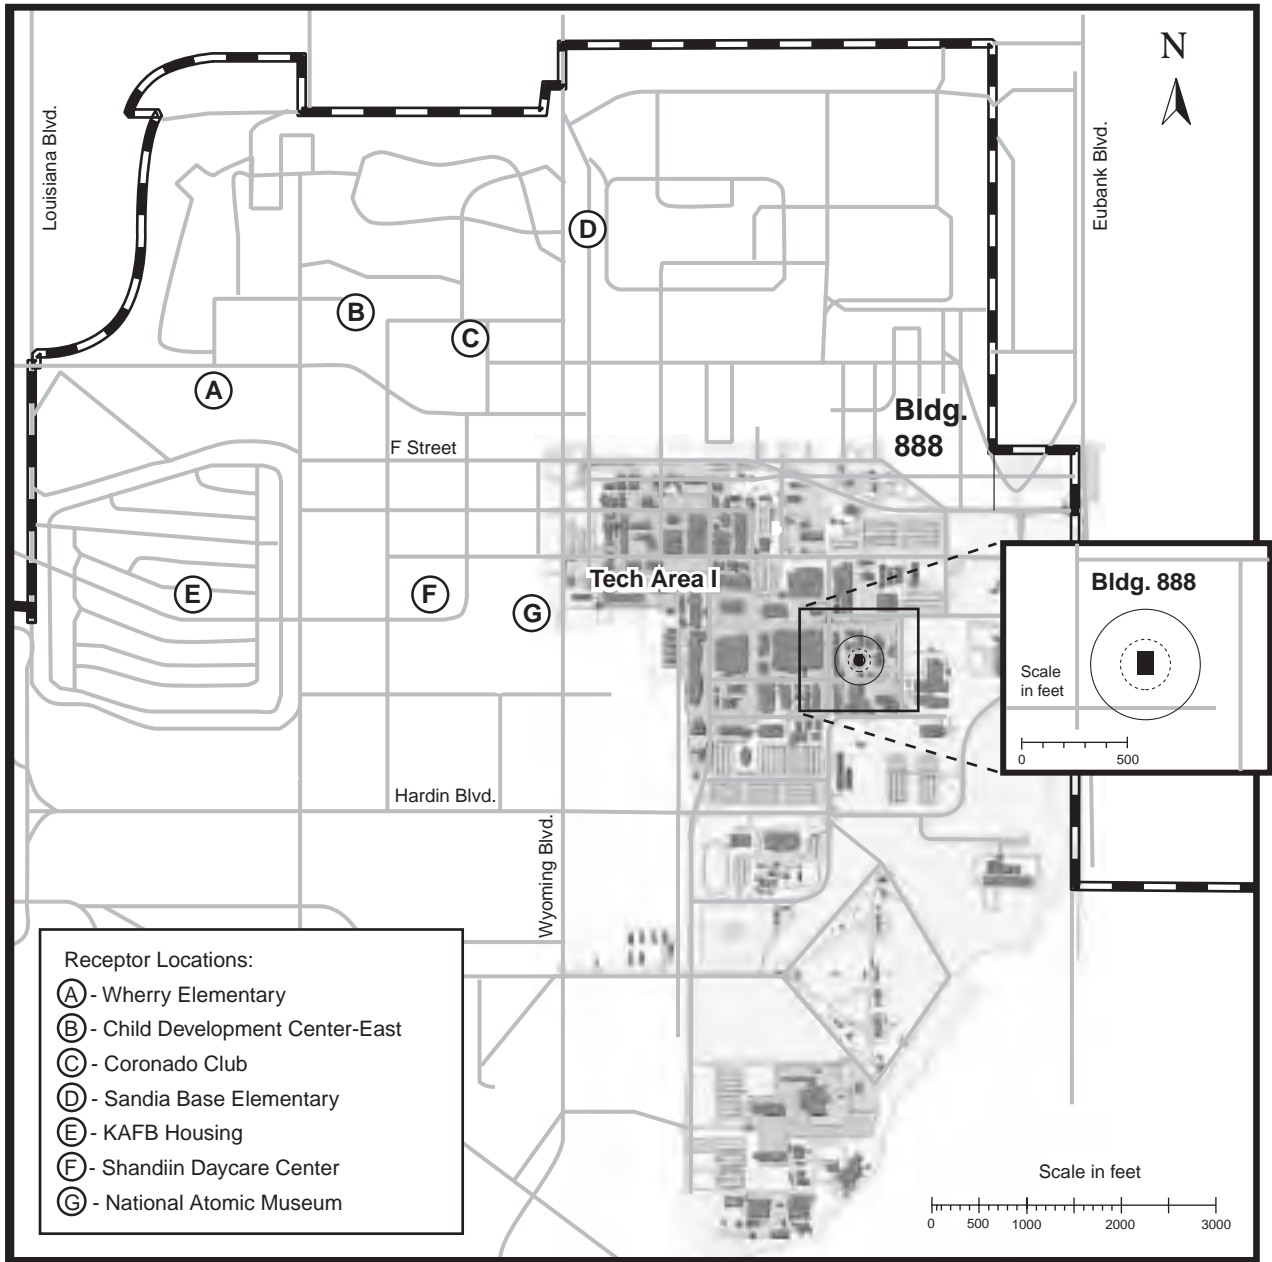 N
Louisiana Blvd.
Eubank Blvd.
D
B
C
A
Bldg.
888
F Street
Tech Area I
Bldg. 888
E
F
G
Scale
in feet
0 500
Hardin Blvd.
Wyoming Blvd.
Receptor Locations:
A - Wherry Elementary
B - Child Development Center-East
C - Coronado Club
D - Sandia Base Elementary
E - KAFB Housing
F - Shandiin Daycare Center
G - National Atomic Museum
Scale in feet
0 500 1000 2000 3000